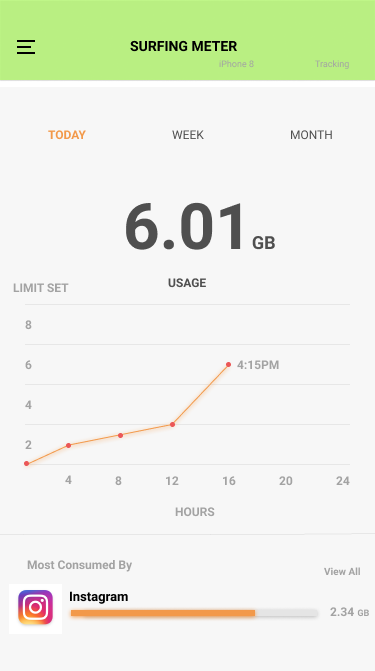 SURFING METER
iPhone 8 Tracking
TODAY WEEK MONTH
6.01 GB
LIMIT SET USAGE
8
6 4:15PM
4
2
4 8 12 16 20 24
HOURS
Most Consumed By View All
Instagram
2.34 GB